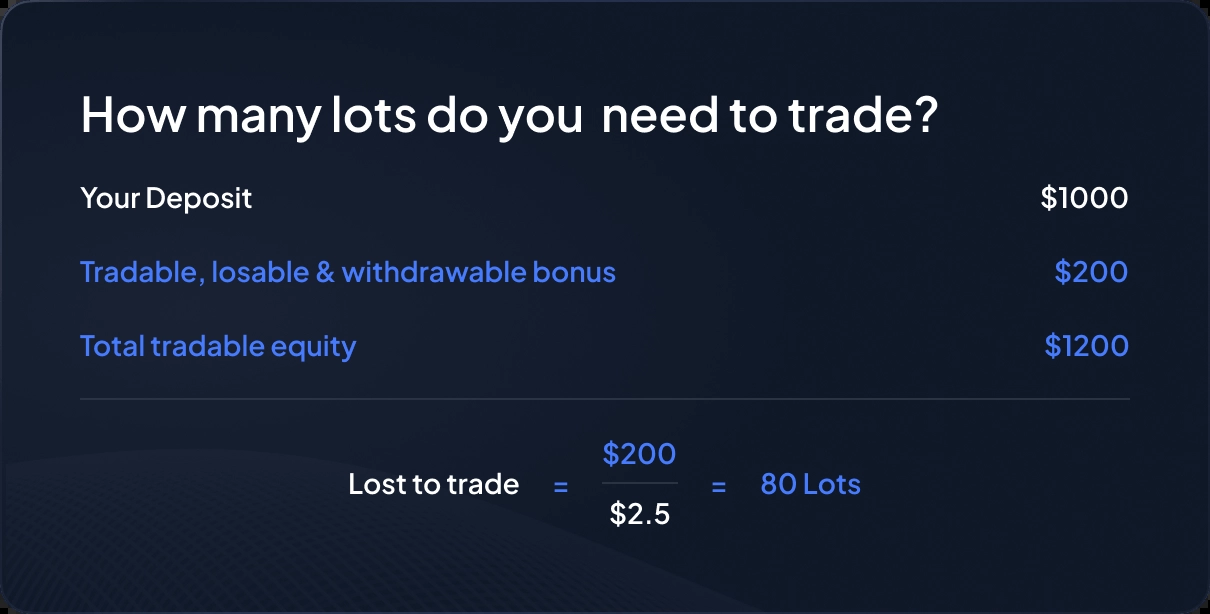 How many lots do you need to trade?
Your Deposit $1000
Tradable, losable & withdrawable bonus $200
Total tradable equity $1200
$200
Lost to trade = = 80 Lots
$2.5